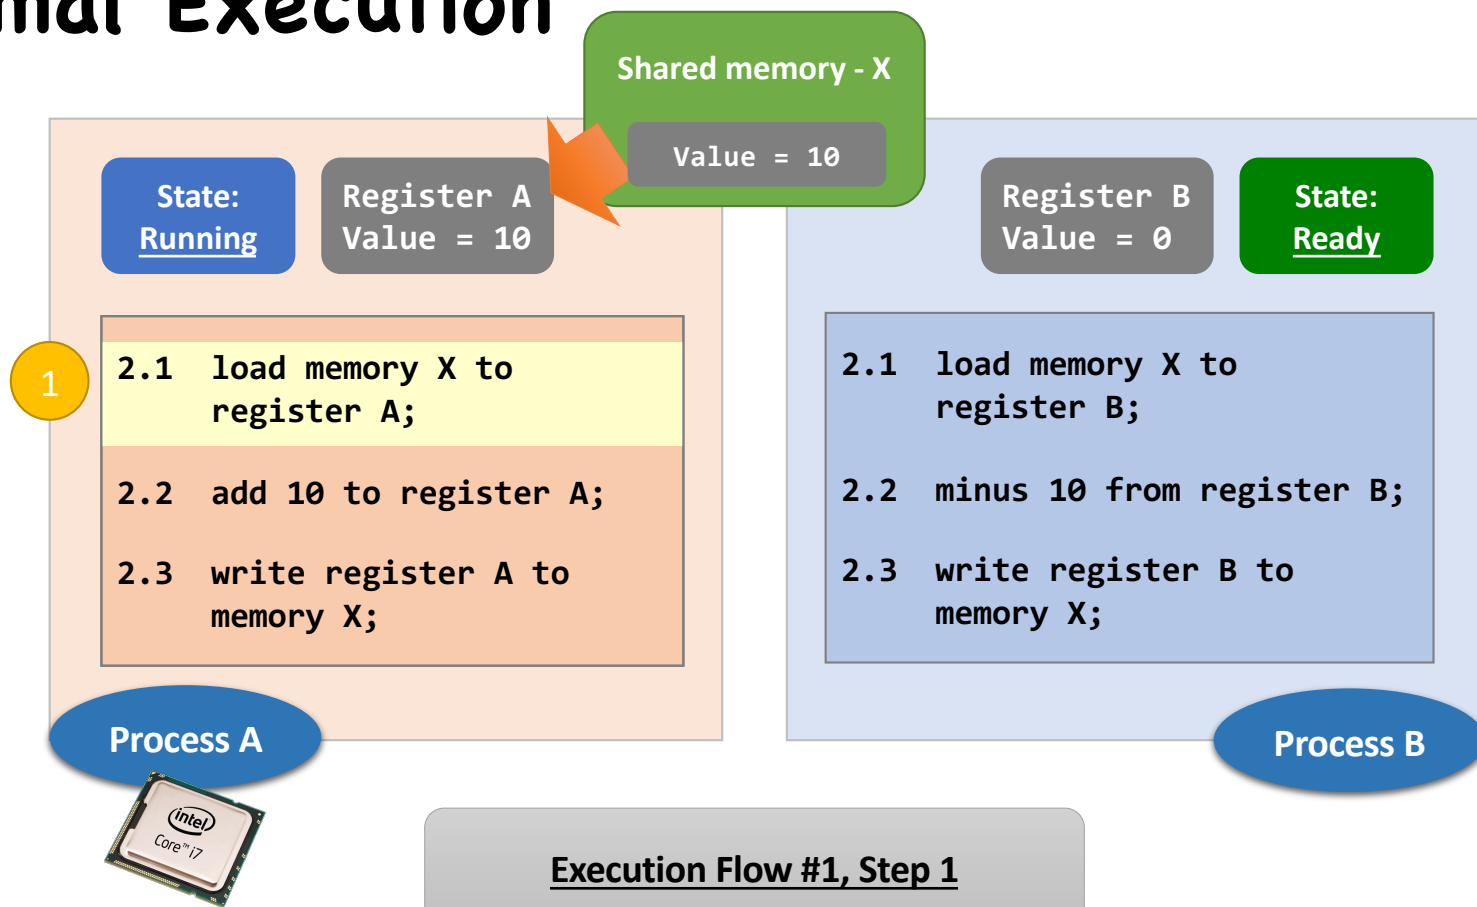 mal Execution
Shared memory - X
Value = 10
State:
Running
Register A
Value = 10
Register B
Value = 0
State:
Ready
1
2.1 load memory X to
register A;
2.2 add 10 to register A;
2.3 write register A to
memory X;
2.1 load memory X to
register B;
2.2 minus 10 from register B;
2.3 write register B to
memory X;
Process A
Process B
intel
Core™ i7
Execution Flow #1, Step 1